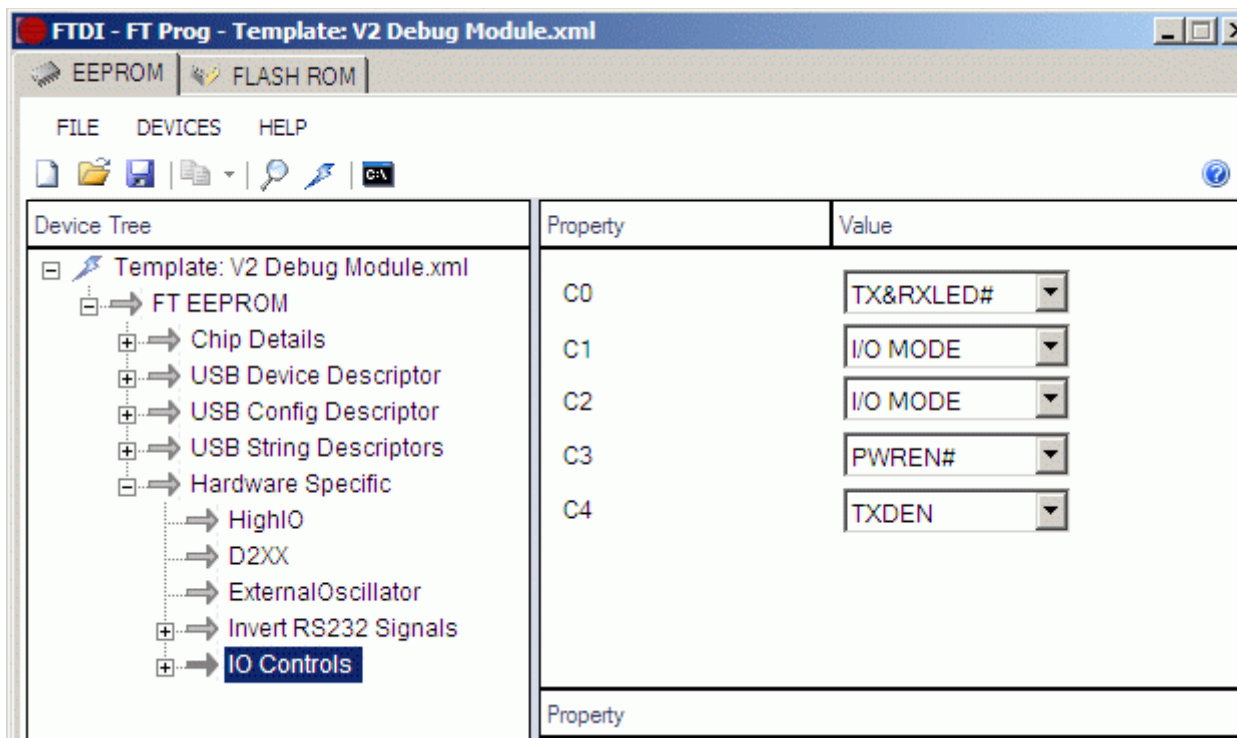 FTDI - FT Prog - Template: V2 Debug Module.xml
EEPROM FLASH ROM
FILE DEVICES HELP
C:\
Device Tree
Property Value
Template: V2 Debug Module.xml
FT EEPROM
Chip Details
USB Device Descriptor
USB Config Descriptor
USB String Descriptors
Hardware Specific
HighIO
D2XX
ExternalOscillator
Invert RS232 Signals
IO Controls
C0 TX&RXLED#
C1 I/O MODE
C2 I/O MODE
C3 PWREN#
C4 TXDEN
Property